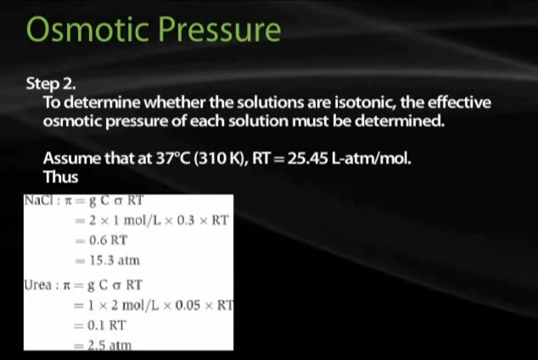 Osmotic Pressure
Step 2.
To determine whether the solutions are isotonic, the effective
osmotic pressure of each solution must be determined.
Assume that at 37°C (310 K), RT = 25.45 L-atm/mol.
Thus
NaCl : π = g C σ RT
= 2 × 1 mol/L × 0.3 × RT
= 0.6 RT
= 15.3 atm
Urea : π = g C σ RT
= 1 × 2 mol/L × 0.05 × RT
= 0.1 RT
= 2.5 atm